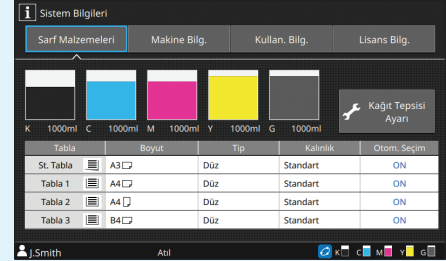 Sistem Bilgileri
Sarf Malzemeleri Makine Bilg. Kullan. Bilg. Lisans Bilg.
K 1000ml C 1000ml M 1000ml Y 1000ml G 1000ml
Kağıt Tepsisi
Ayarı
Tabla Boyut Tip Kalınlık Otom. Seçim
St. Tabla A3 Düz Standart ON
Tabla 1 A4 Düz Standart ON
Tabla 2 A4 Düz Standart ON
Tabla 3 B4 Düz Standart ON
J.Smith Atıl K C M Y G